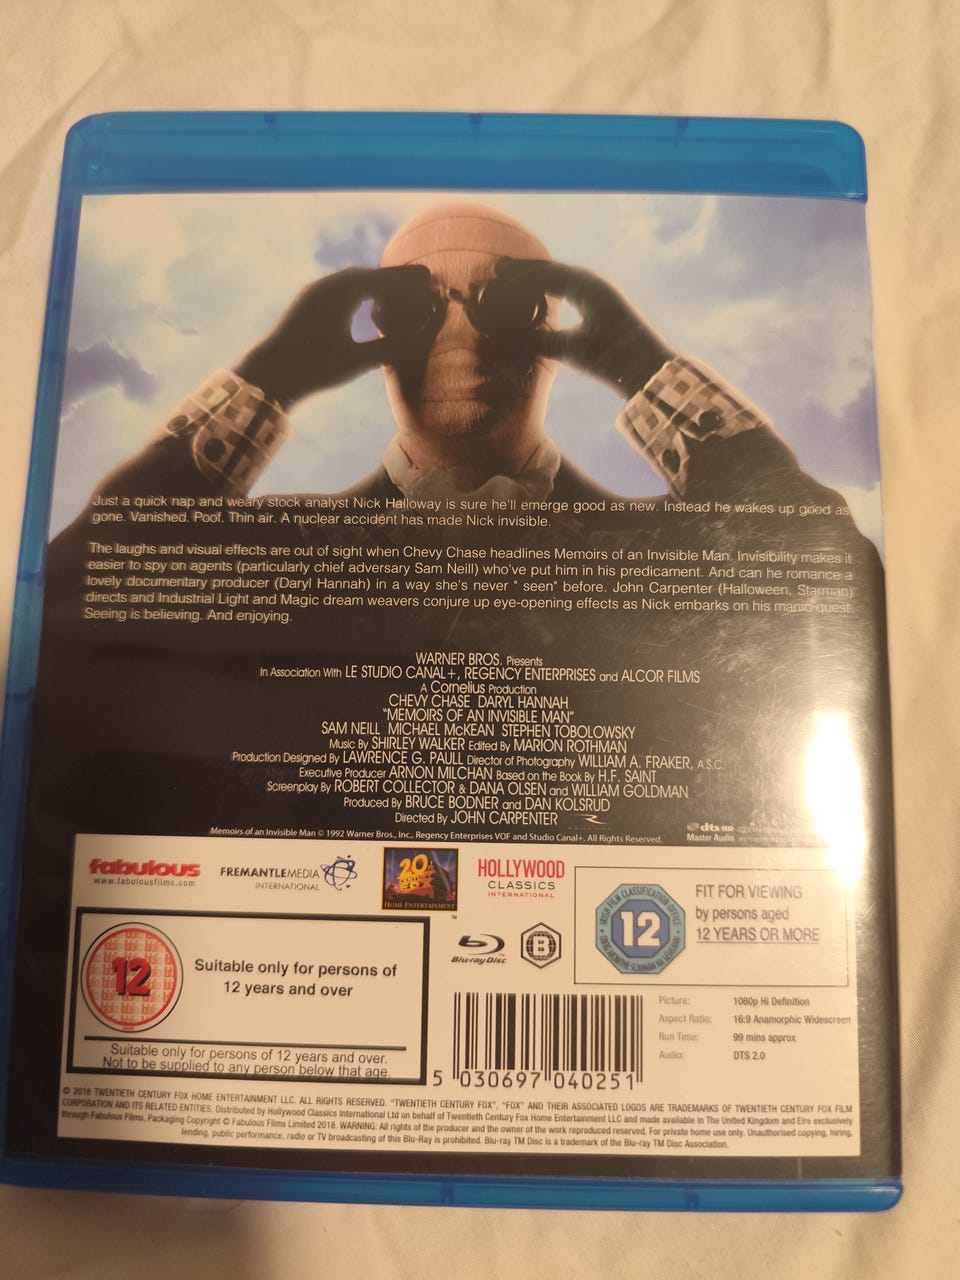 Just a quick nap and weary stock analyst Nick Halloway is sure he'll emerge good as new. Instead he wakes up good as
gone. Vanished. Poof. Thin air. A nuclear accident has made Nick invisible.
The laughs and visual effects are out of sight when Chevy Chase headlines Memoirs of an Invisible Man. Invisibility makes it
easier to spy on agents (particularly chief adversary Sam Neill) who've put him in his predicament. And can he romance a
lovely documentary producer (Daryl Hannah) in a way she's never " seen" before. John Carpenter (Halloween, Starman)
directs and Industrial Light and Magic dream weavers conjure up eye-opening effects as Nick embarks on his manic quest.
Seeing is believing. And enjoying.
WARNER BROS. Presents
In Association With LE STUDIO CANAL+, REGENCY ENTERPRISES and ALCOR FILMS
A Cornelius Production
CHEVY CHASE DARYL HANNAH
"MEMOIRS OF AN INVISIBLE MAN"
SAM NEILL MICHAEL McKEAN STEPHEN TOBOLOWSKY
Music By SHIRLEY WALKER Edited By MARION ROTHMAN
Production Designed By LAWRENCE G. PAULL Director of Photography WILLIAM A. FRAKER, A.S.C.
Executive Producer ARNON MILCHAN Based on the Book By H.F. SAINT
Screenplay By ROBERT COLLECTOR & DANA OLSEN and WILLIAM GOLDMAN
Produced By BRUCE BODNER and DAN KOLSRUD
Directed By JOHN CARPENTER
Memoirs of an Invisible Man © 1992 Warner Bros., Inc., Regency Enterprises VOF and Studio Canal+. All Rights Reserved.
dts-HD
Master Audio
fabulous
www.fabulousfilms.com
FREMANTLEMEDIA
INTERNATIONAL
20th
CENTURY
FOX
HOME ENTERTAINMENT
HOLLYWOOD
CLASSICS
INTERNATIONAL
IRISH FILM CLASSIFICATION OFFICE
12
FIT FOR VIEWING
by persons aged
12 YEARS OR MORE
12
Suitable only for persons of
12 years and over
Suitable only for persons of 12 years and over.
Not to be supplied to any person below that age.
Blu-ray Disc
B
5 030697 040251
Picture: 1080p Hi Definition
Aspect Ratio: 16:9 Anamorphic Widescreen
Run Time: 99 mins approx
Audio: DTS 2.0
© 2018 TWENTIETH CENTURY FOX HOME ENTERTAINMENT LLC. ALL RIGHTS RESERVED. "TWENTIETH CENTURY FOX", "FOX" AND THEIR ASSOCIATED LOGOS ARE TRADEMARKS OF TWENTIETH CENTURY FOX FILM
CORPORATION AND ITS RELATED ENTITIES. Distributed by Hollywood Classics International Ltd on behalf of Twentieth Century Fox Home Entertainment LLC and made available in The United Kingdom and Eire exclusively
through Fabulous Films. Packaging Copyright © Fabulous Films Limited 2018. WARNING: All rights of the producer and the owner of the work reproduced reserved. For private home use only. Unauthorised copying, hiring,
lending, public performance, radio or TV broadcasting of this Blu-Ray is prohibited. Blu-ray TM Disc is a trademark of the Blu-ray TM Disc Association.